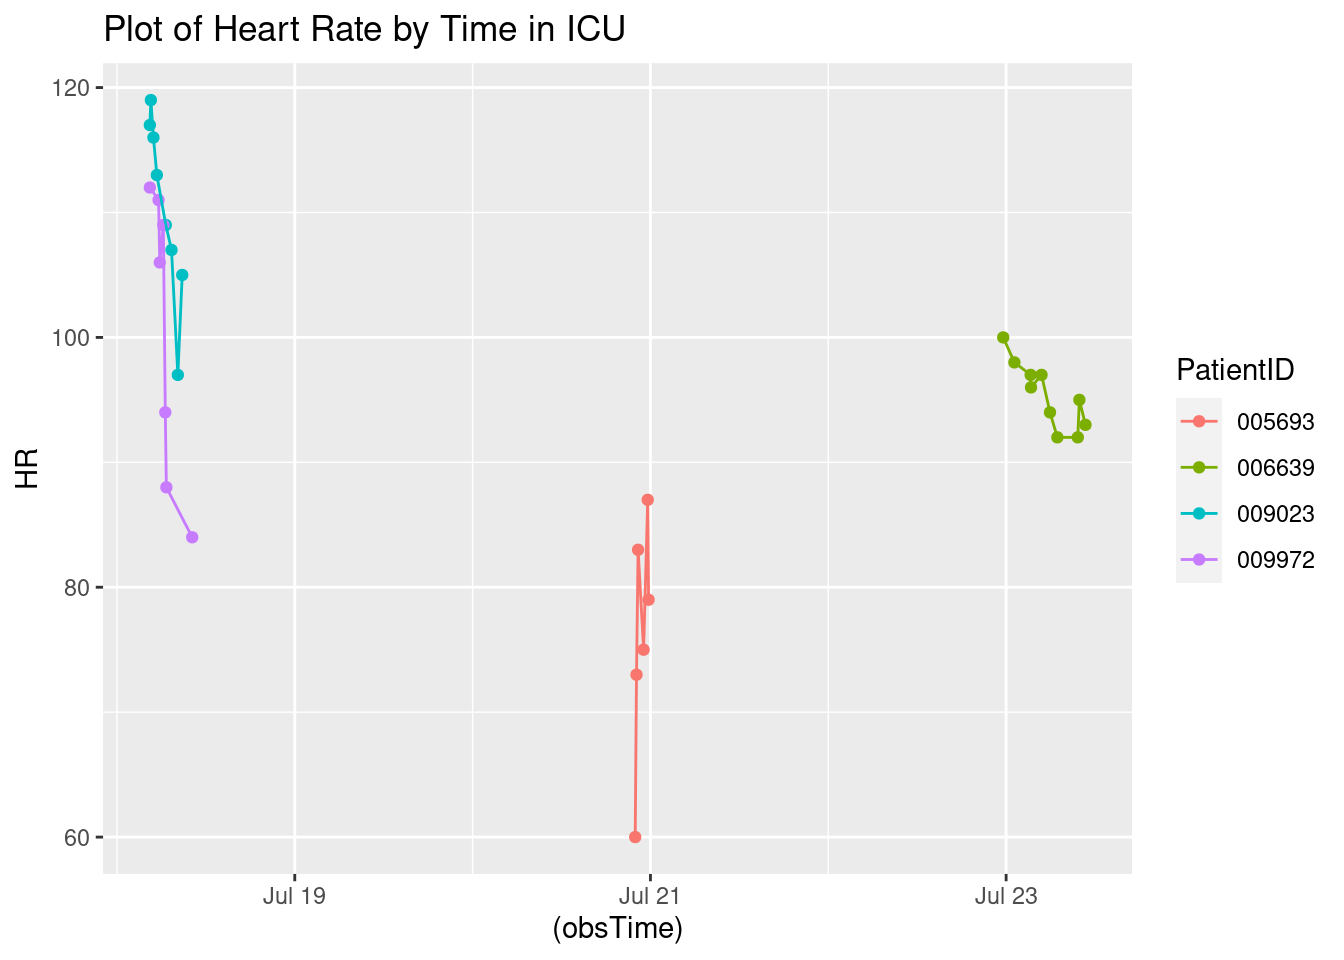 Plot of Heart Rate by Time in ICU
120
100
80
60
HR
Jul 19
Jul 21
Jul 23
(obsTime)
PatientID
005693
006639
009023
009972